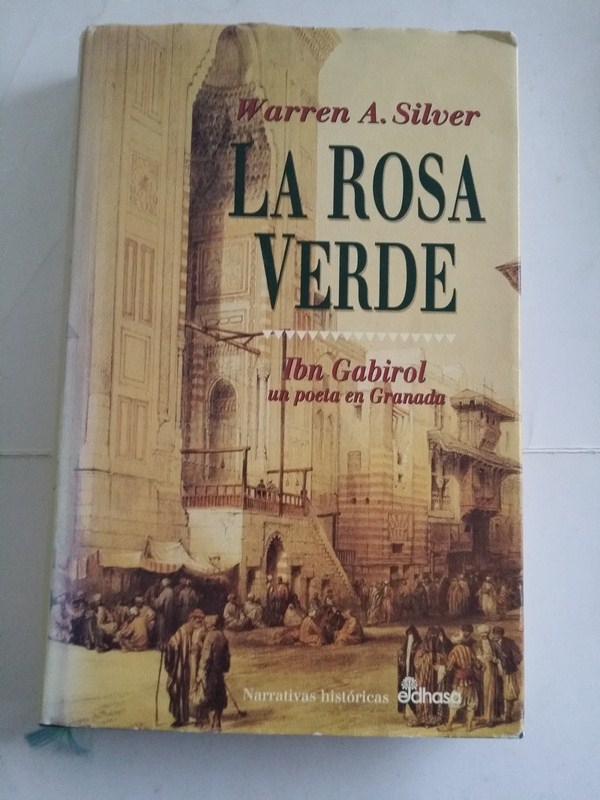 Warren A. Silver
LA ROSA
VERDE
Ibn Gabirol
un poeta en Granada
Narrativas históricas edhasa